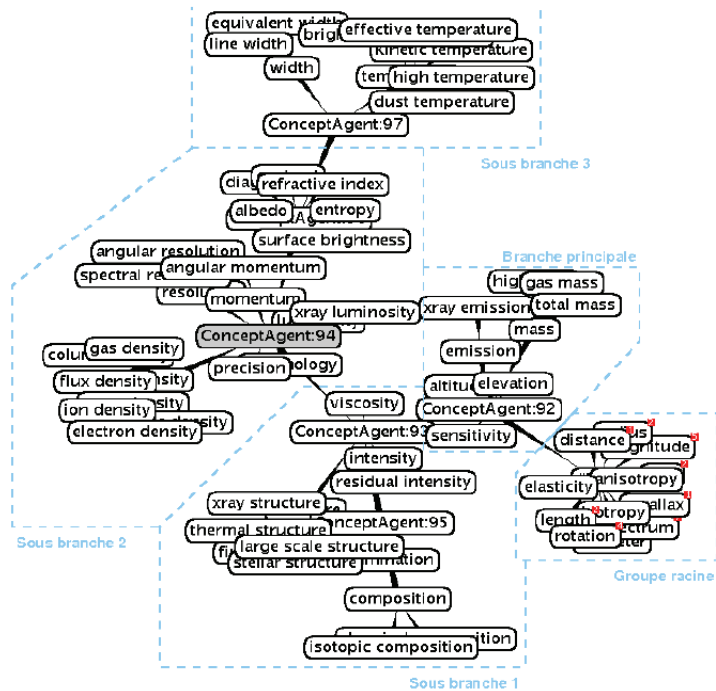 equivalent width
effective temperature
line width
kinetic temperature
width
high temperature
dust temperature
ConceptAgent:97
Sous branche 3
refractive index
albedo
entropy
surface brightness
Branche principale
angular resolution
angular momentum
gas mass
momentum
xray luminosity
xray emission
total mass
mass
ConceptAgent:94
gas density
emission
precision
flux density
elevation
viscosity
ion density
ConceptAgent:92
electron density
ConceptAgent:93
sensitivity
distance
intensity
anisotropy
residual intensity
elasticity
xray structure
length
thermal structure
ConceptAgent:95
rotation
Sous branche 2
large scale structure
stellar structure
Groupe racine
composition
isotopic composition
Sous branche 1